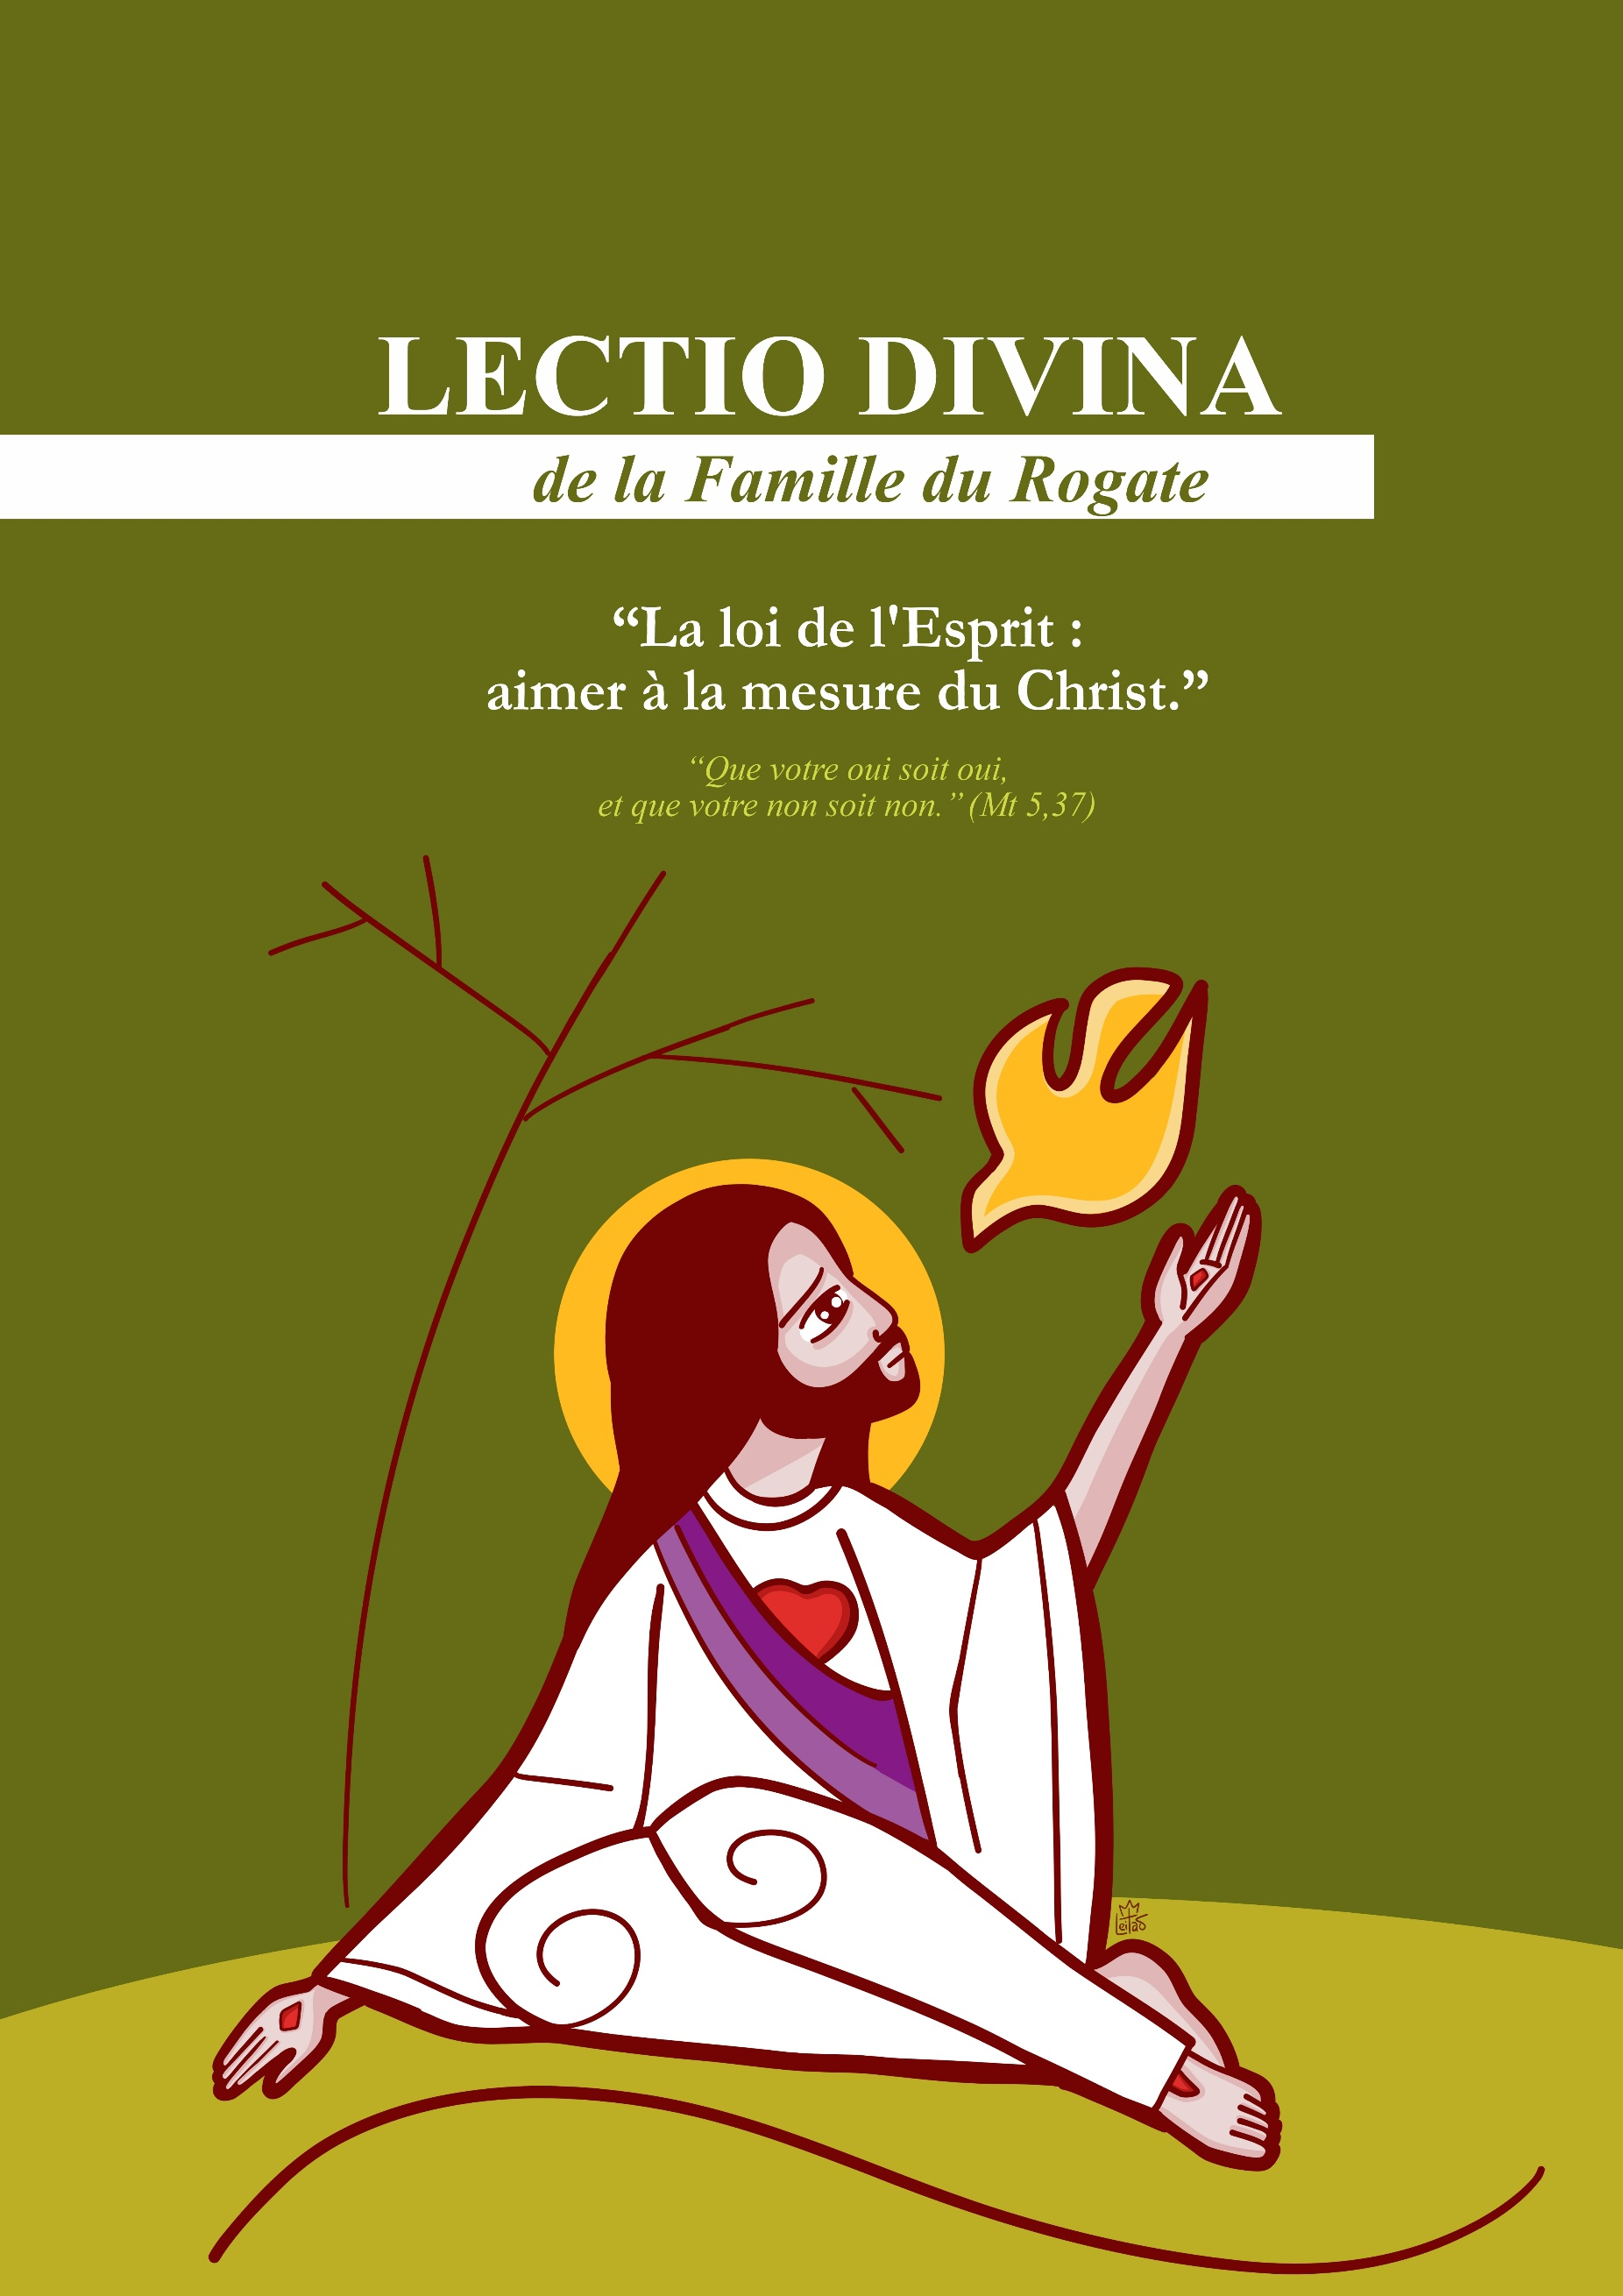 LECTIO DIVINA
de la Famille du Rogate
“La loi de l'Esprit :
aimer à la mesure du Christ.”
“Que votre oui soit oui,
et que votre non soit non.” (Mt 5,37)
Leitas